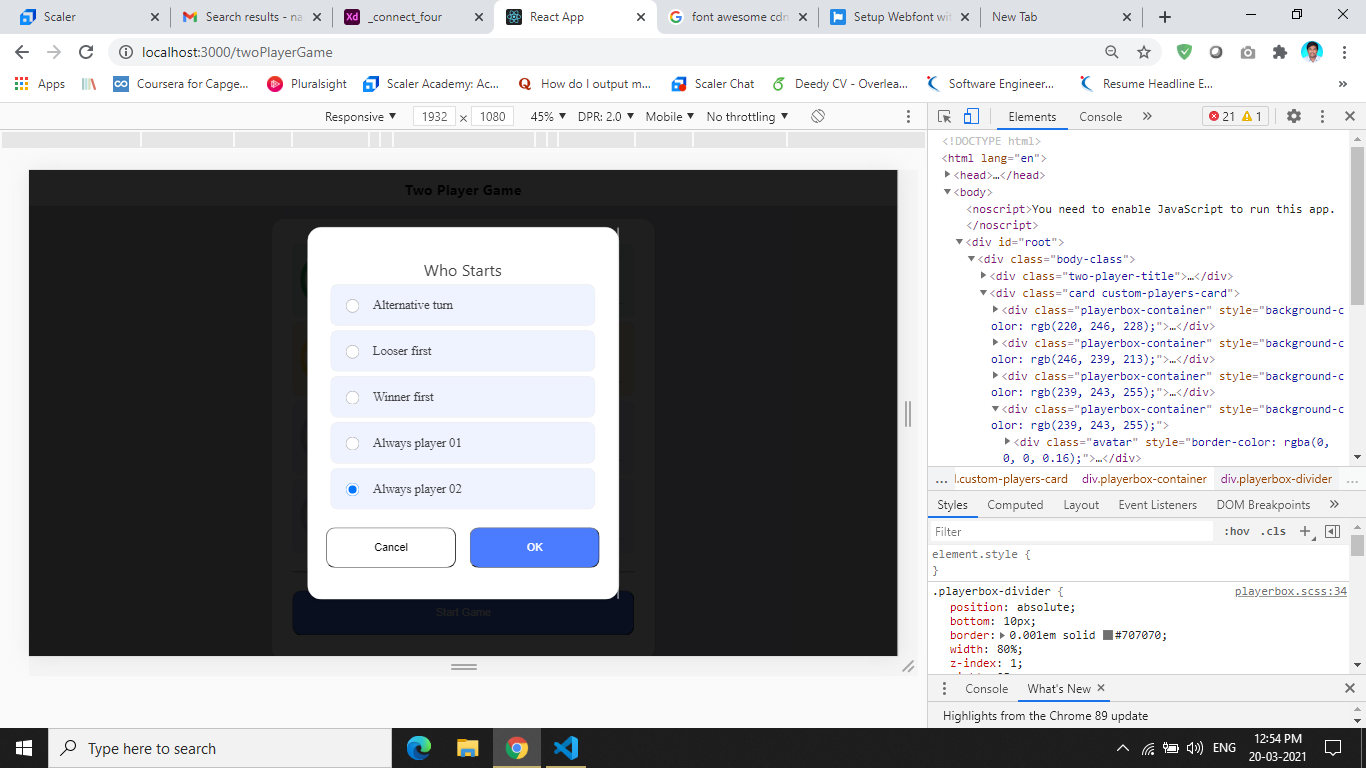 Scaler
Search results - na
_connect_four
React App
font awesome cdn
Setup Webfont wit
New Tab
localhost:3000/twoPlayerGame
Apps
Coursera for Capge...
Pluralsight
Scaler Academy: Ac...
How do I output m...
Scaler Chat
Deedy CV - Overlea...
Software Engineer...
Resume Headline E...
»
Responsive ▼ 1932 x 1080 45% ▼ DPR: 2.0 ▼ Mobile ▼ No throttling ▼
Two Player Game
Who Starts
Alternative turn
Looser first
Winner first
Always player 01
Always player 02
Cancel
OK
Start Game
Elements Console » 21 1
<!DOCTYPE html>
<html lang="en">
<head>…</head>
<body>
<noscript>You need to enable JavaScript to run this app.
</noscript>
<div id="root">
<div class="body-class">
<div class="two-player-title">…</div>
<div class="card custom-players-card">
<div class="playerbox-container" style="background-c
olor: rgb(220, 246, 228);">…</div>
<div class="playerbox-container" style="background-c
olor: rgb(246, 239, 213);">…</div>
<div class="playerbox-container" style="background-c
olor: rgb(239, 243, 255);">…</div>
<div class="playerbox-container" style="background-c
olor: rgb(239, 243, 255);">
<div class="avatar" style="border-color: rgba(0,
0, 0, 0.16);">…</div>
… l.custom-players-card div.playerbox-container div.playerbox-divider …
Styles Computed Layout Event Listeners DOM Breakpoints »
Filter :hov .cls +
element.style {
}
.playerbox-divider { playerbox.scss:34
position: absolute;
bottom: 10px;
border: 0.001em solid #707070;
width: 80%;
z-index: 1;
Console What's New ×
Highlights from the Chrome 89 update
Type here to search
ENG
12:54 PM
20-03-2021